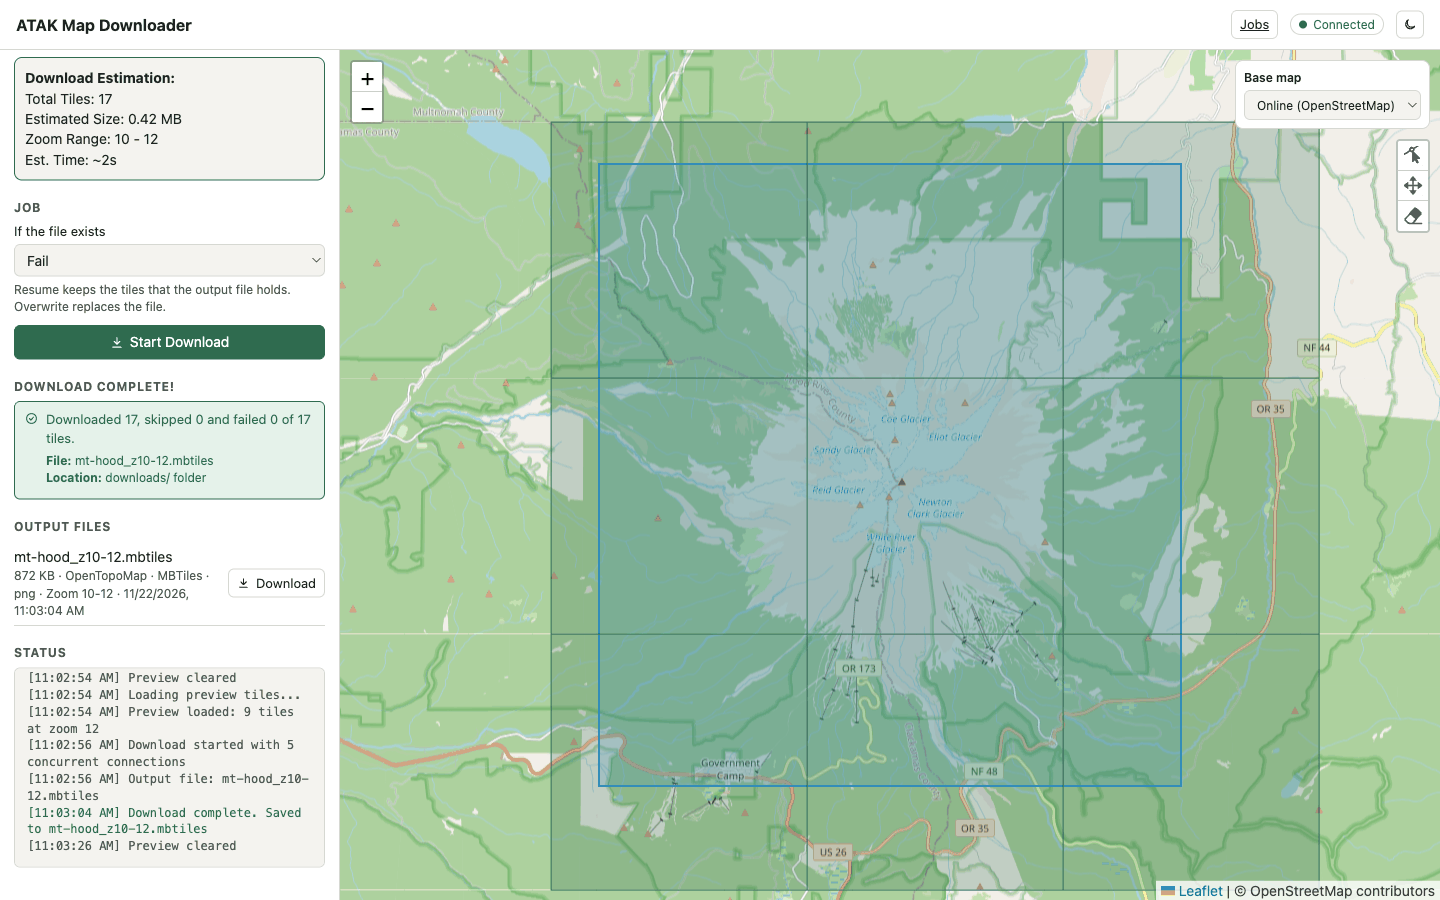 ATAK Map Downloader
Jobs
Connected
Download Estimation:
Total Tiles: 17
Estimated Size: 0.42 MB
Zoom Range: 10 - 12
Est. Time: ~2s
JOB
If the file exists
Fail
Resume keeps the tiles that the output file holds.
Overwrite replaces the file.
Start Download
DOWNLOAD COMPLETE!
Downloaded 17, skipped 0 and failed 0 of 17
tiles.
File: mt-hood_z10-12.mbtiles
Location: downloads/ folder
OUTPUT FILES
mt-hood_z10-12.mbtiles
872 KB · OpenTopoMap · MBTiles ·
png · Zoom 10-12 · 11/22/2026,
11:03:04 AM
Download
STATUS
[11:02:54 AM] Preview cleared
[11:02:54 AM] Loading preview tiles...
[11:02:54 AM] Preview loaded: 9 tiles
at zoom 12
[11:02:56 AM] Download started with 5
concurrent connections
[11:02:56 AM] Output file: mt-hood_z10-
12.mbtiles
[11:03:04 AM] Download complete. Saved
to mt-hood_z10-12.mbtiles
[11:03:26 AM] Preview cleared
+
−
Base map
Online (OpenStreetMap)
Multnomah County
County
NF 44
OR 35
Hood River County
Coe Glacier
Eliot Glacier
Sandy Glacier
Reid Glacier
Newton
Clark Glacier
White River
Glacier
OR 173
Government
Camp
NF 48
OR 35
US 26
Leaflet | © OpenStreetMap contributors